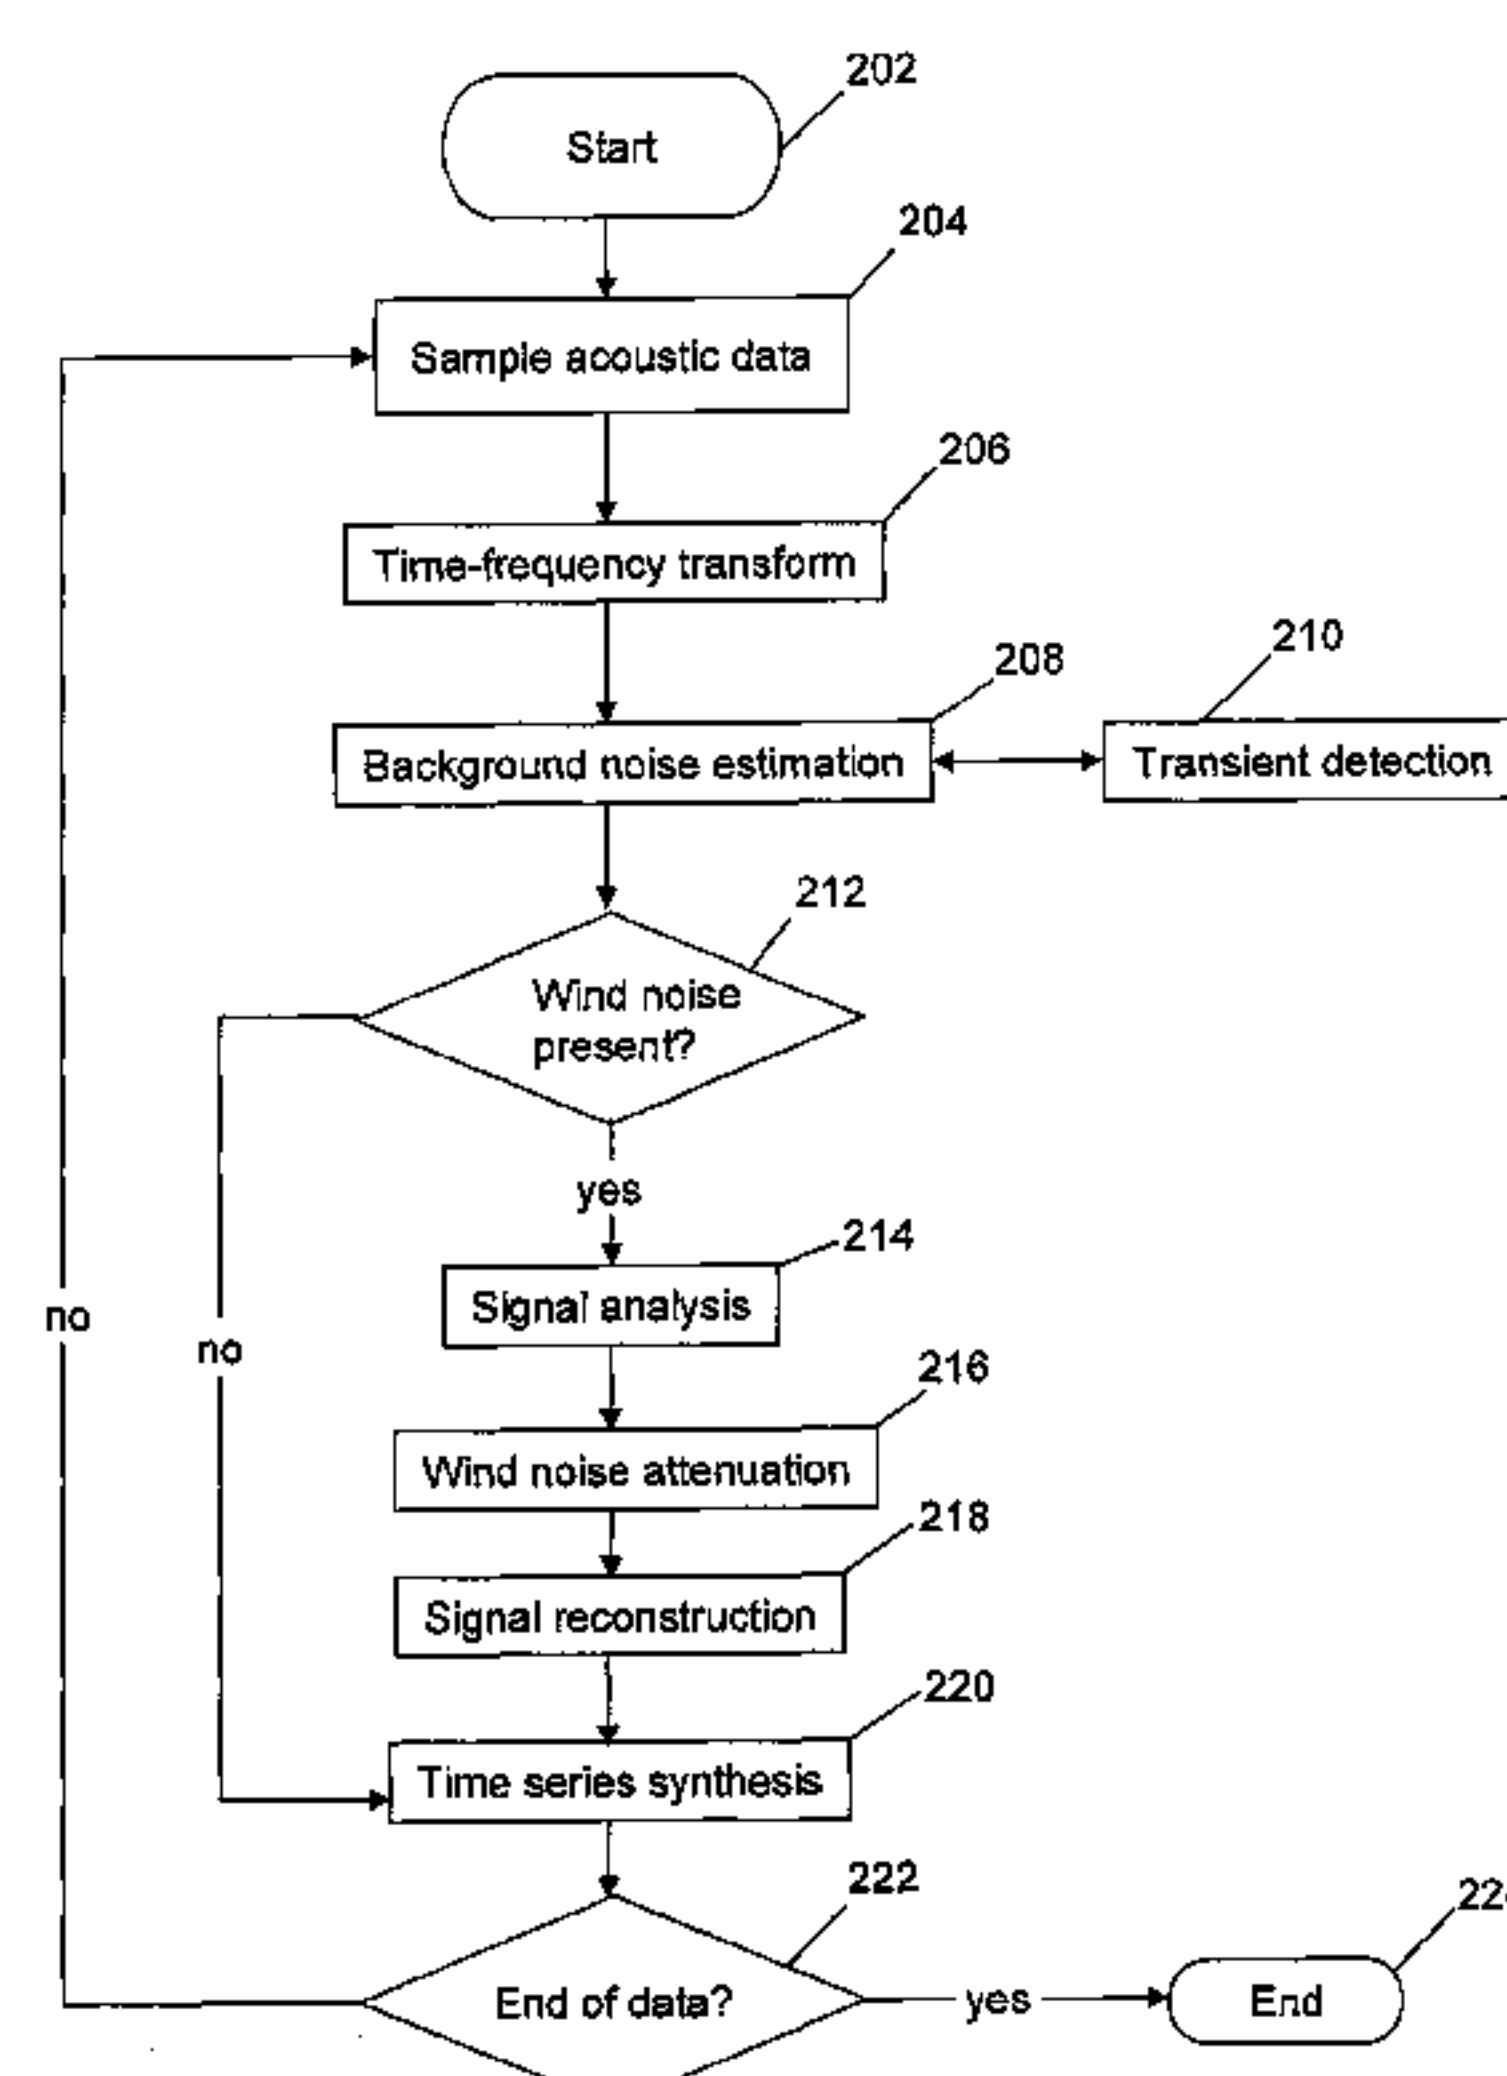 202
Start
204
Sample acoustic data
206
Time-frequency transform
208
210
Background noise estimation
Transient detection
212
Wind noise
present?
yes
214
Signal analysis
no
no
216
Wind noise attenuation
218
Signal reconstruction
220
Time series synthesis
222
End of data?
yes
End